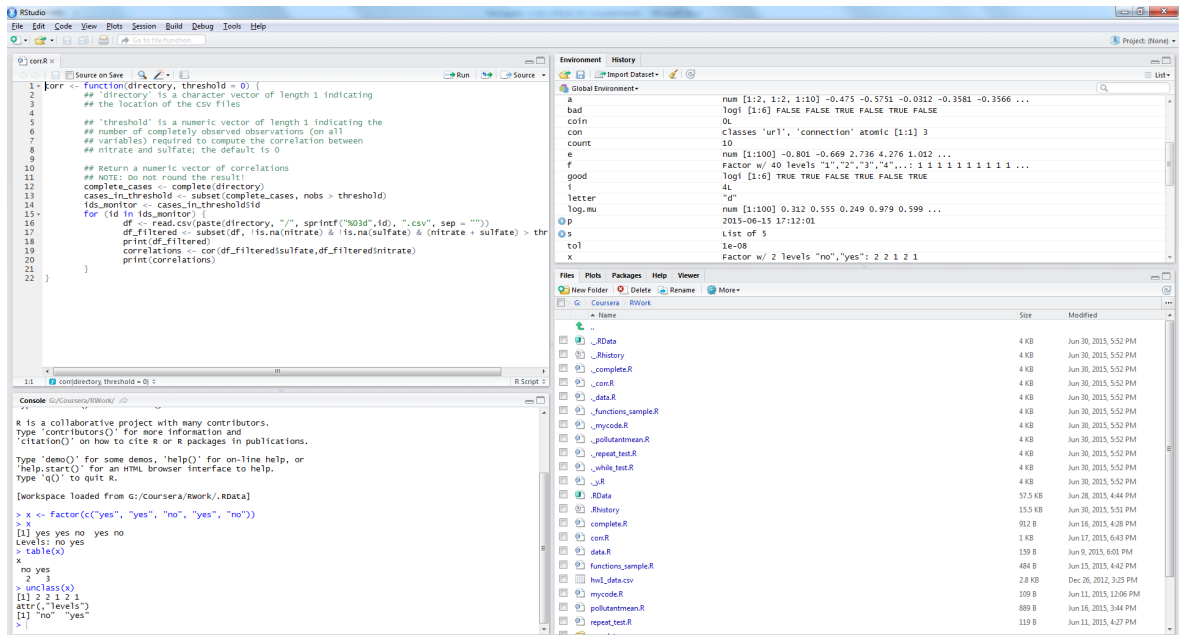 RStudio
File Edit Code View Plots Session Build Debug Tools Help
Go to file/function
Project: (None)
corr.R
Source on Save
Run
Source
1 corr <- function(directory, threshold = 0) {
2 ## 'directory' is a character vector of length 1 indicating
3 ## the location of the CSV files
4
5 ## 'threshold' is a numeric vector of length 1 indicating the
6 ## number of completely observed observations (on all
7 ## variables) required to compute the correlation between
8 ## nitrate and sulfate; the default is 0
9
10 ## Return a numeric vector of correlations
11 ## NOTE: Do not round the result!
12 complete_cases <- complete(directory)
13 cases_in_threshold <- subset(complete_cases, nobs > threshold)
14 ids_monitor <- cases_in_threshold$id
15 for (id in ids_monitor) {
16 df <- read.csv(paste(directory, "/", sprintf("%03d",id), ".csv", sep = ""))
17 df_filtered <- subset(df, !is.na(nitrate) & !is.na(sulfate) & (nitrate + sulfate) > thr
18 print(df_filtered)
19 correlations <- cor(df_filtered$sulfate,df_filtered$nitrate)
20 print(correlations)
21 }
22 }
1:1 corr(directory, threshold = 0) R Script
Console G:/Coursera/RWork/
R is a collaborative project with many contributors.
Type 'contributors()' for more information and
'citation()' on how to cite R or R packages in publications.
Type 'demo()' for some demos, 'help()' for on-line help, or
'help.start()' for an HTML browser interface to help.
Type 'q()' to quit R.
[Workspace loaded from G:/Coursera/RWork/.RData]
> x <- factor(c("yes", "yes", "no", "yes", "no"))
> x
[1] yes yes no yes no
Levels: no yes
> table(x)
x
no yes
2 3
> unclass(x)
[1] 2 2 1 2 1
attr(,"levels")
[1] "no" "yes"
>
Environment History
Import Dataset
List
Global Environment
a num [1:2, 1:2, 1:10] -0.475 -0.5751 -0.0312 -0.3581 -0.3566 ...
bad logi [1:6] FALSE FALSE TRUE FALSE TRUE FALSE
coin 0L
con Classes 'url', 'connection' atomic [1:1] 3
count 10
e num [1:100] -0.801 -0.669 2.736 4.276 1.012 ...
f Factor w/ 40 levels "1","2","3","4",..: 1 1 1 1 1 1 1 1 1 1 ...
good logi [1:6] TRUE TRUE FALSE TRUE FALSE TRUE
i 4L
letter "d"
log.mu num [1:100] 0.312 0.555 0.249 0.979 0.599 ...
p 2015-06-15 17:12:01
s List of 5
tol 1e-08
x Factor w/ 2 levels "no","yes": 2 2 1 2 1
Files Plots Packages Help Viewer
New Folder Delete Rename More
G: Coursera RWork
Name Size Modified
..
._.RData 4 KB Jun 30, 2015, 5:52 PM
._.Rhistory 4 KB Jun 30, 2015, 5:52 PM
._complete.R 4 KB Jun 30, 2015, 5:52 PM
._corr.R 4 KB Jun 30, 2015, 5:52 PM
._data.R 4 KB Jun 30, 2015, 5:52 PM
._functions_sample.R 4 KB Jun 30, 2015, 5:52 PM
._mycode.R 4 KB Jun 30, 2015, 5:52 PM
._pollutantmean.R 4 KB Jun 30, 2015, 5:52 PM
._repeat_test.R 4 KB Jun 30, 2015, 5:52 PM
._while_test.R 4 KB Jun 30, 2015, 5:52 PM
._y.R 4 KB Jun 30, 2015, 5:52 PM
.RData 57.5 KB Jun 28, 2015, 4:44 PM
.Rhistory 15.5 KB Jun 30, 2015, 5:51 PM
complete.R 912 B Jun 16, 2015, 4:28 PM
corr.R 1 KB Jun 17, 2015, 6:43 PM
data.R 159 B Jun 9, 2015, 6:01 PM
functions_sample.R 484 B Jun 15, 2015, 4:42 PM
hw1_data.csv 2.8 KB Dec 26, 2012, 3:25 PM
mycode.R 109 B Jun 11, 2015, 12:06 PM
pollutantmean.R 889 B Jun 16, 2015, 3:44 PM
repeat_test.R 119 B Jun 11, 2015, 4:27 PM